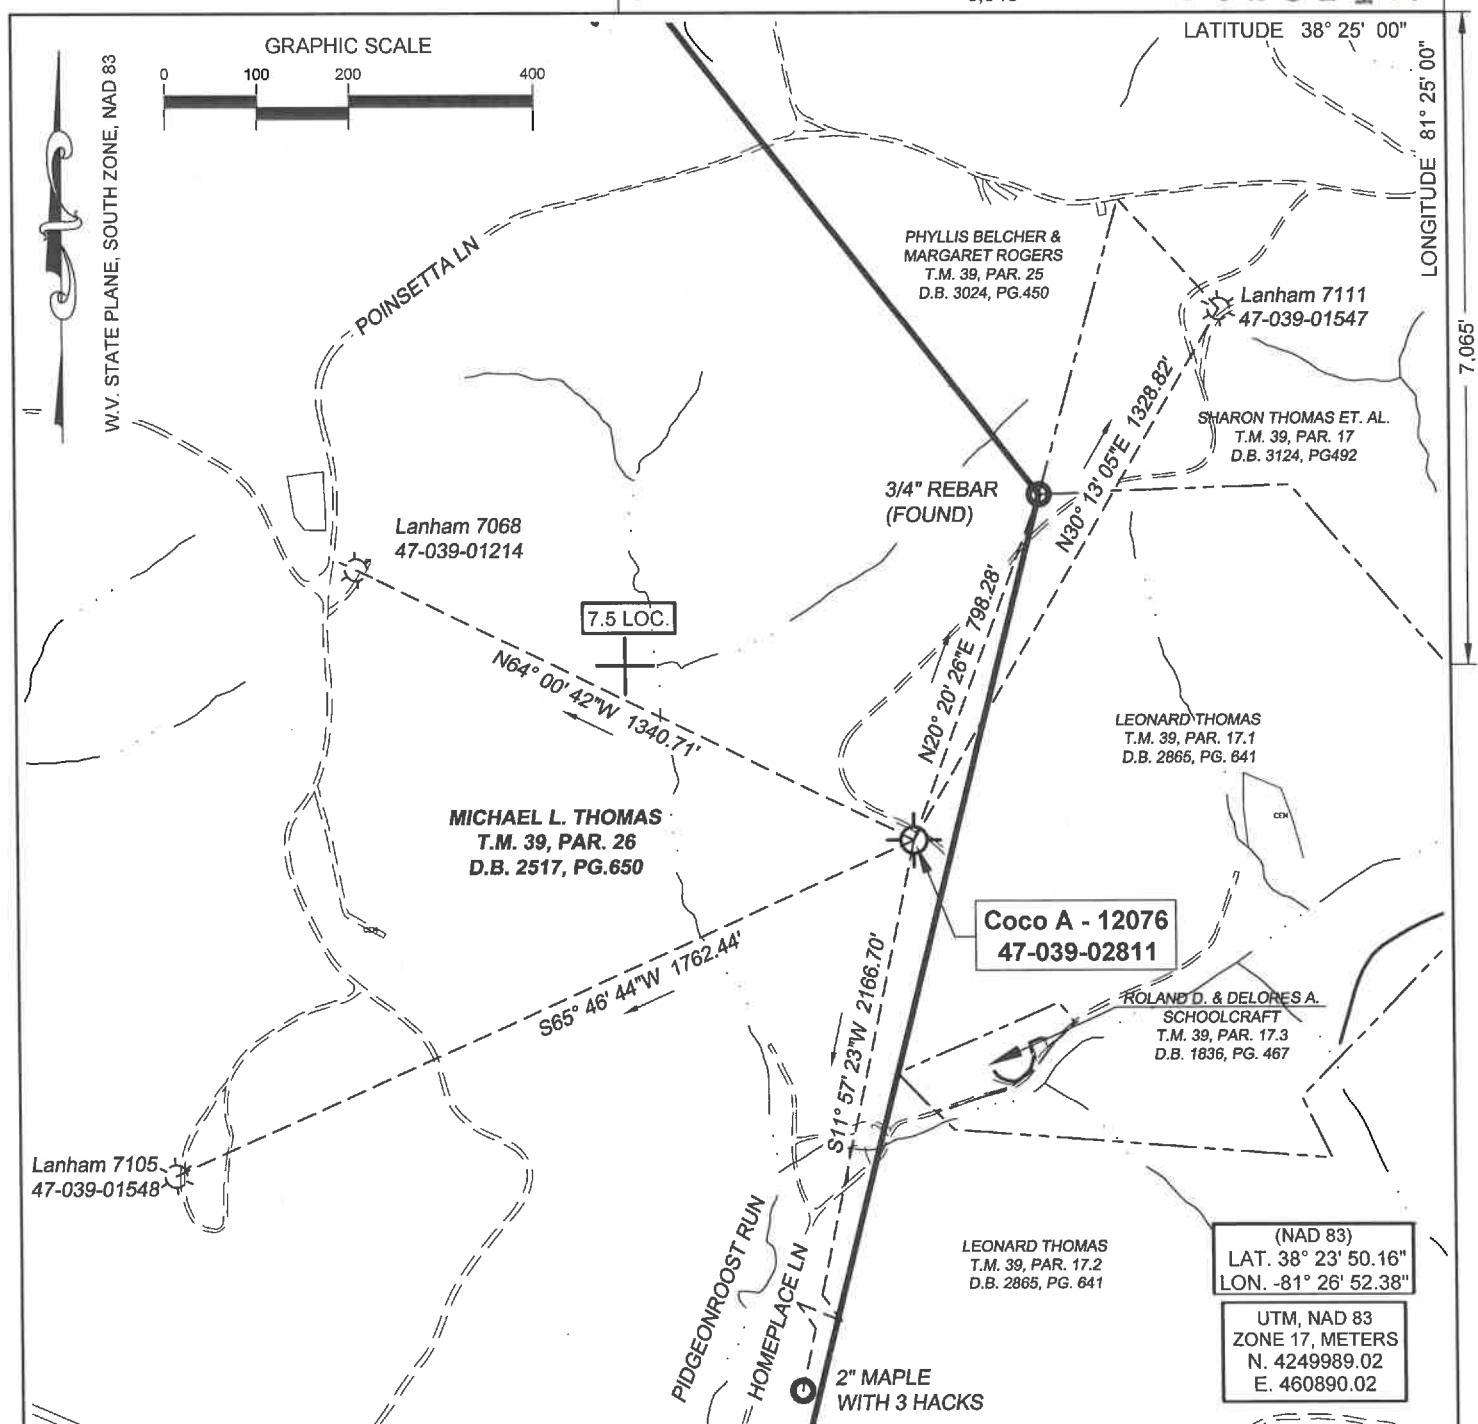 LATITUDE 38° 25' 00"
LONGITUDE 81° 25' 00"
7,065'
GRAPHIC SCALE
0 100 200 400
W.V. STATE PLANE, SOUTH ZONE, NAD 83
POINSETTA LN
PHYLLIS BELCHER &
MARGARET ROGERS
T.M. 39, PAR. 25
D.B. 3024, PG.450
Lanham 7111
47-039-01547
N30° 13' 05"E 1328.82'
SHARON THOMAS ET. AL.
T.M. 39, PAR. 17
D.B. 3124, PG492
3/4" REBAR
(FOUND)
Lanham 7068
47-039-01214
7.5 LOC.
N64° 00' 42"W 1340.71'
N20° 20' 26"E 798.28'
LEONARD THOMAS
T.M. 39, PAR. 17.1
D.B. 2865, PG. 641
CEM
MICHAEL L. THOMAS
T.M. 39, PAR. 26
D.B. 2517, PG.650
Coco A - 12076
47-039-02811
S65° 46' 44"W 1762.44'
S11° 57' 23"W 2166.70'
ROLAND D. & DELORES A.
SCHOOLCRAFT
T.M. 39, PAR. 17.3
D.B. 1836, PG. 467
Lanham 7105
47-039-01548
PIDGEONROOST RUN
HOMEPLACE LN
LEONARD THOMAS
T.M. 39, PAR. 17.2
D.B. 2865, PG. 641
(NAD 83)
LAT. 38° 23' 50.16"
LON. -81° 26' 52.38"
UTM, NAD 83
ZONE 17, METERS
N. 4249989.02
E. 460890.02
2" MAPLE
WITH 3 HACKS